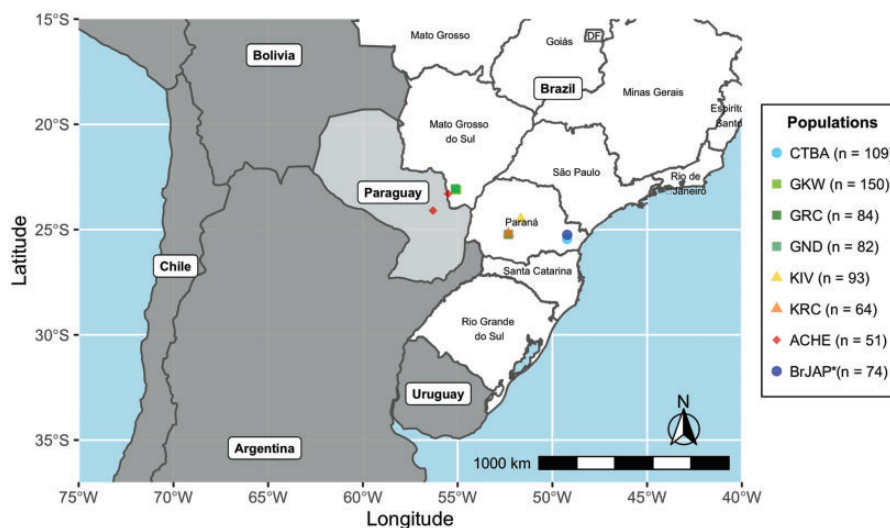 15°S
20°S
25°S
30°S
35°S
Latitude
Mato Grosso
Goiás
DF
Bolivia
Brazil
Minas Gerais
Espirito
Santo
Mato Grosso
do Sul
São Paulo
Rio de
Janeiro
Paraguay
Paraná
Chile
Santa Catarina
Rio Grande
do Sul
Uruguay
Argentina
N
1000 km
75°W 70°W 65°W 60°W 55°W 50°W 45°W 40°W
Longitude
Populations
CTBA (n = 109)
GKW (n = 150)
GRC (n = 84)
GND (n = 82)
KIV (n = 93)
KRC (n = 64)
ACHE (n = 51)
BrJAP*(n = 74)